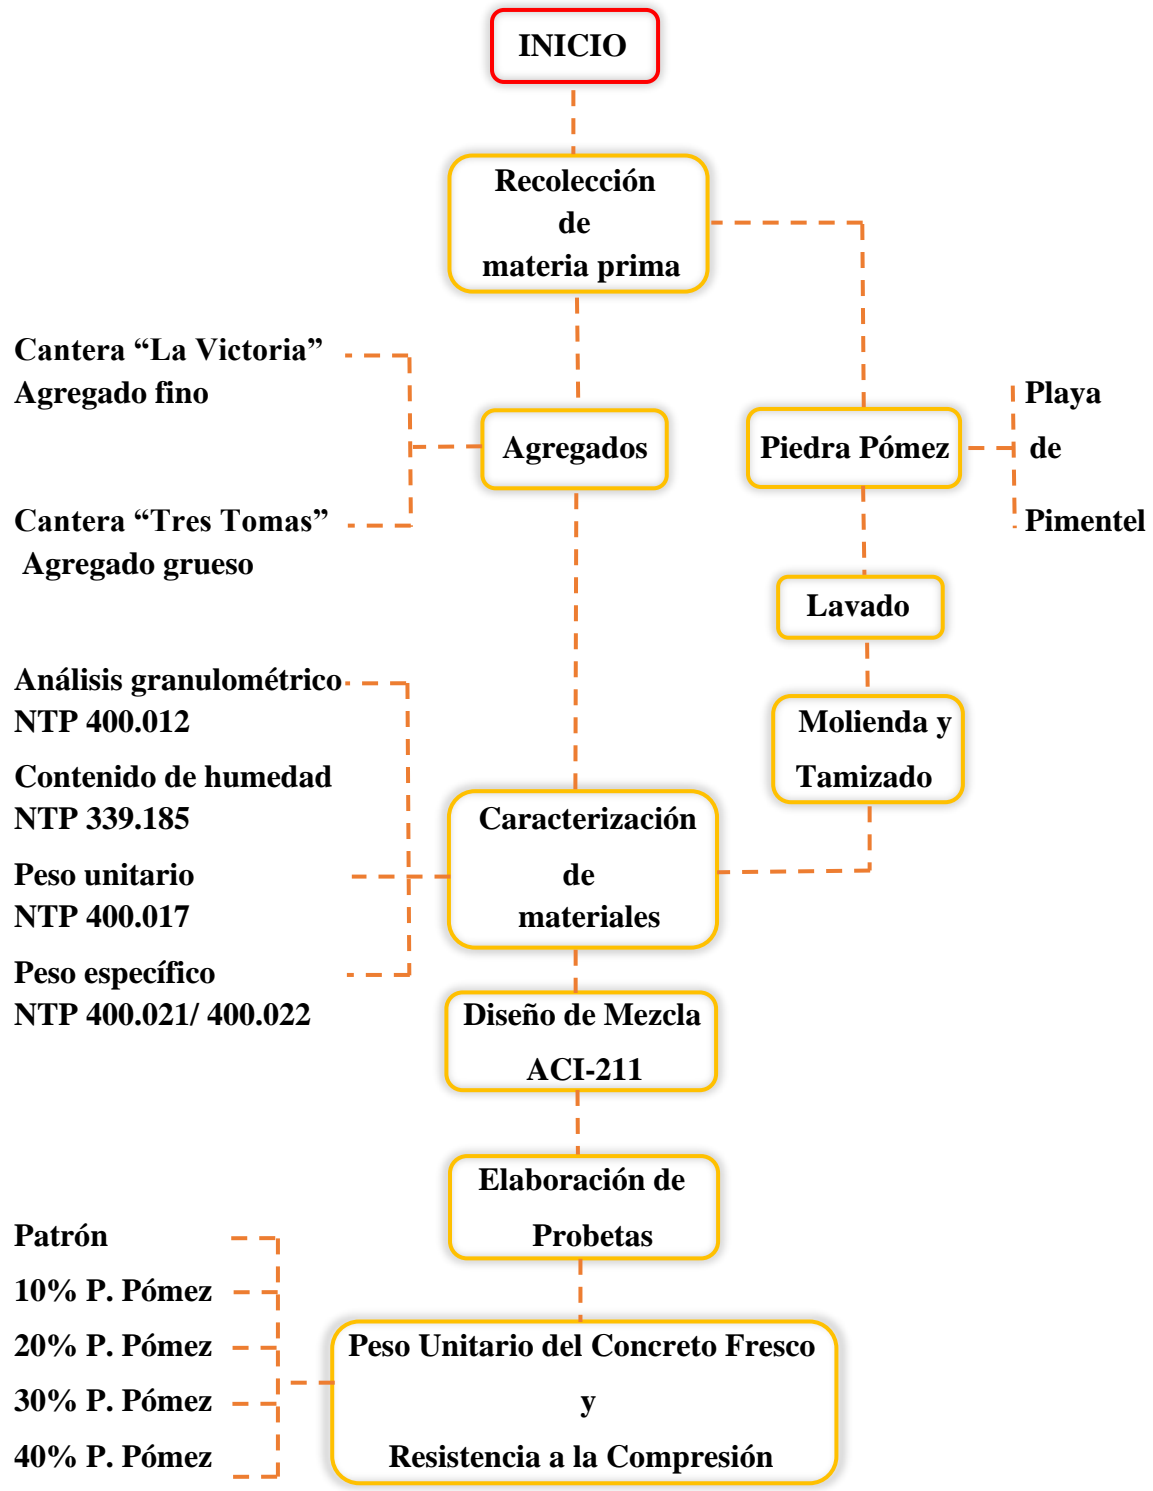 INICIO
Recolección
de
materia prima
Cantera “La Victoria”
Agregado fino
Agregados
Cantera “Tres Tomas”
Agregado grueso
Piedra Pómez
Playa
de
Pimentel
Lavado
Molienda y
Tamizado
Análisis granulométrico
NTP 400.012
Contenido de humedad
NTP 339.185
Peso unitario
NTP 400.017
Peso específico
NTP 400.021/ 400.022
Caracterización
de
materiales
Diseño de Mezcla
ACI-211
Elaboración de
Probetas
Patrón
10% P. Pómez
20% P. Pómez
30% P. Pómez
40% P. Pómez
Peso Unitario del Concreto Fresco
y
Resistencia a la Compresión